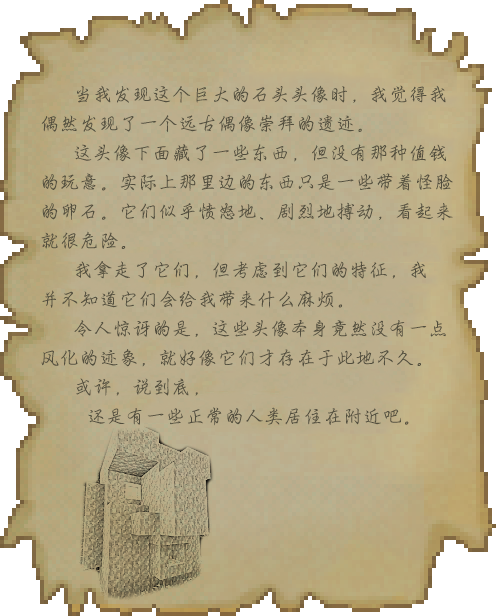 当我发现这个巨大的石头头像时，我觉得我
偶然发现了一个远古偶像崇拜的遗迹。
这头像下面藏了一些东西，但没有那种值钱
的玩意。实际上那里边的东西只是一些带着怪脸
的卵石。它们似乎愤怒地、剧烈地搏动，看起来
就很危险。
我拿走了它们，但考虑到它们的特征，我
并不知道它们会给我带来什么麻烦。
令人惊讶的是，这些头像本身竟然没有一点
风化的迹象，就好像它们才存在于此地不久。
或许，说到底，
还是有一些正常的人类居住在附近吧。